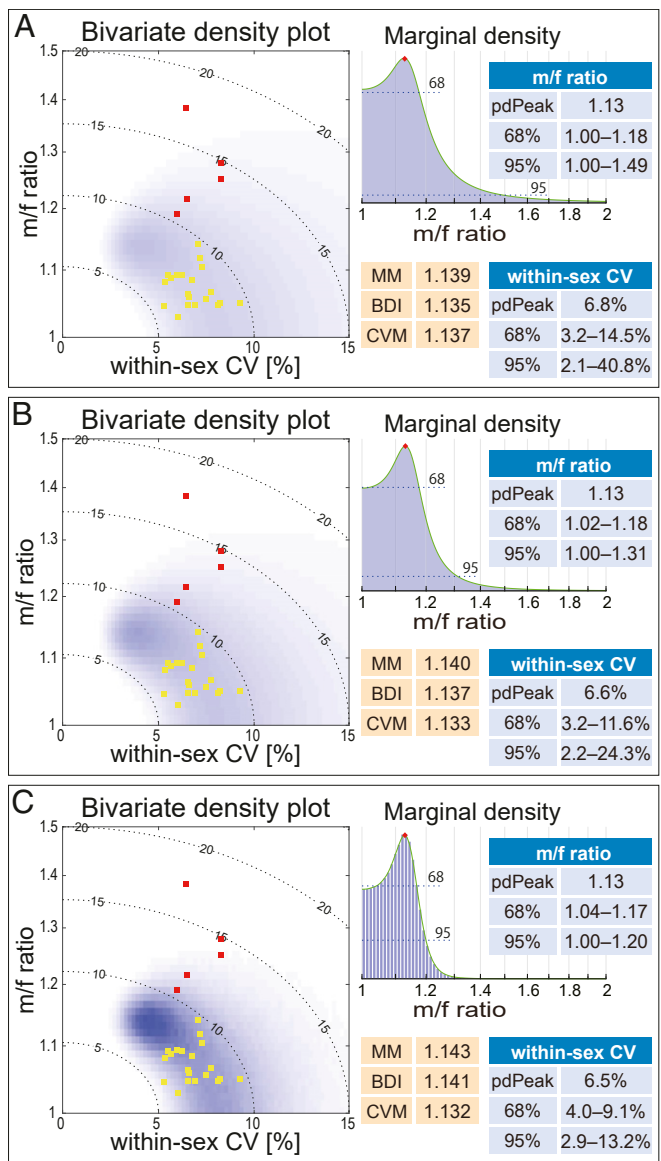 A
Bivariate density plot
Marginal density
1.5
1.4
1.3
1.2
1.1
1
m/f ratio
20
20
15
15
10
10
5
5
0
5
10
15
within-sex CV [%]
68
95
1
1.2
1.4
1.6
1.8
2
m/f ratio
m/f ratio
pdPeak 1.13
68% 1.00–1.18
95% 1.00–1.49
MM 1.139
BDI 1.135
CVM 1.137
within-sex CV
pdPeak 6.8%
68% 3.2–14.5%
95% 2.1–40.8%
B
Bivariate density plot
Marginal density
1.5
1.4
1.3
1.2
1.1
1
m/f ratio
20
20
15
15
10
10
5
5
0
5
10
15
within-sex CV [%]
68
95
1
1.2
1.4
1.6
1.8
2
m/f ratio
m/f ratio
pdPeak 1.13
68% 1.02–1.18
95% 1.00–1.31
MM 1.140
BDI 1.137
CVM 1.133
within-sex CV
pdPeak 6.6%
68% 3.2–11.6%
95% 2.2–24.3%
C
Bivariate density plot
Marginal density
1.5
1.4
1.3
1.2
1.1
1
m/f ratio
20
20
15
15
10
10
5
5
0
5
10
15
within-sex CV [%]
68
95
1
1.2
1.4
1.6
1.8
2
m/f ratio
m/f ratio
pdPeak 1.13
68% 1.04–1.17
95% 1.00–1.20
MM 1.143
BDI 1.141
CVM 1.132
within-sex CV
pdPeak 6.5%
68% 4.0–9.1%
95% 2.9–13.2%